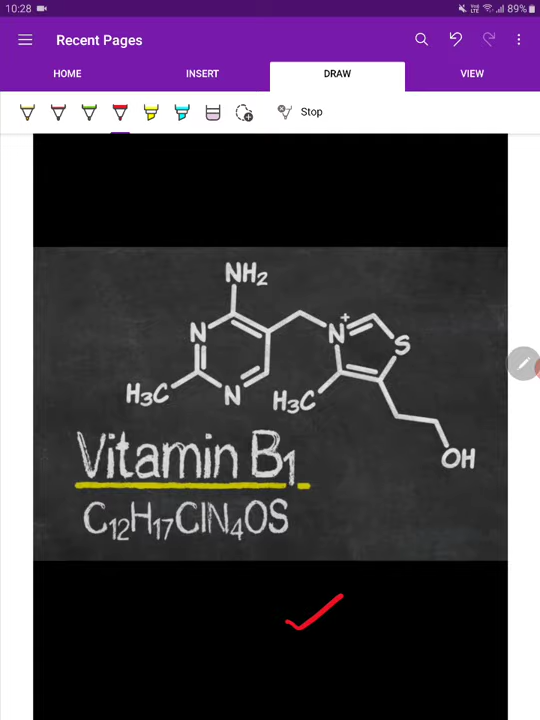 10:28 89%
Recent Pages
HOME INSERT DRAW VIEW
Stop
NH₂
N N⁺ S
H₃C N H₃C
OH
Vitamin B₁
C₁₂H₁₇ClN₄OS